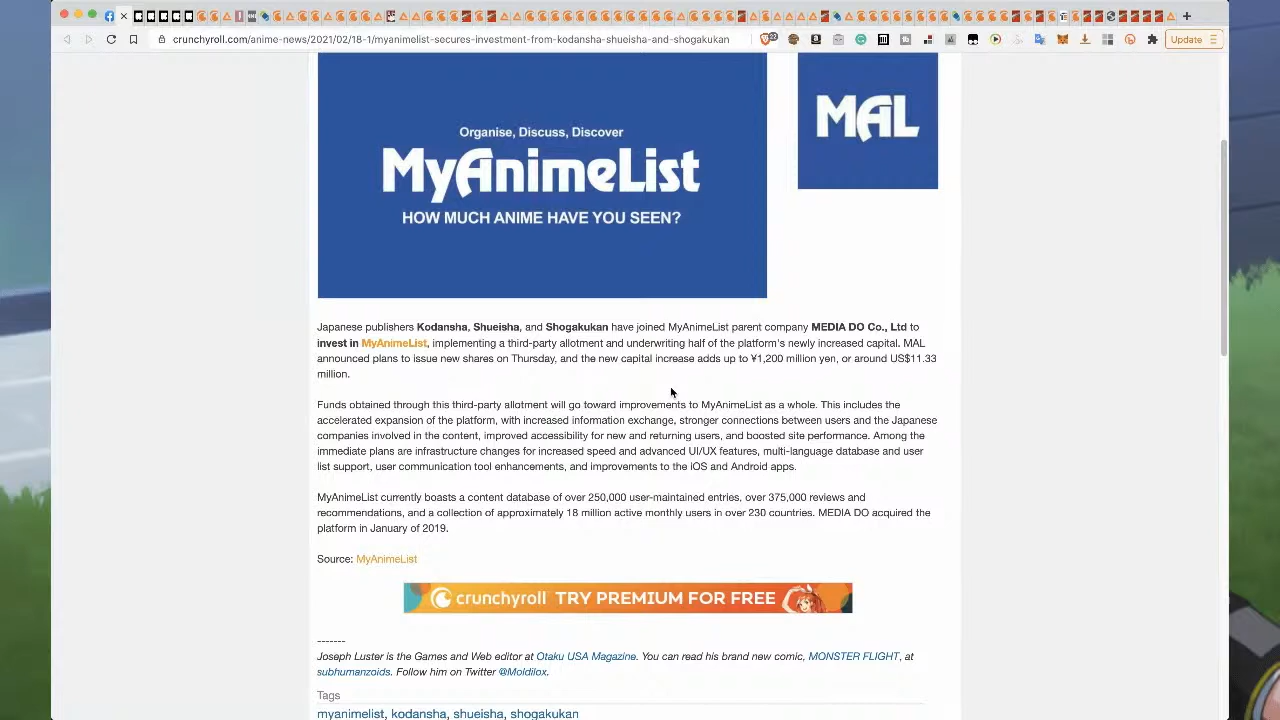 crunchyroll.com/anime-news/2021/02/18-1/myanimelist-secures-investment-from-kodansha-shueisha-and-shogakukan
23
Update
Organise, Discuss, Discover
MyAnimeList
HOW MUCH ANIME HAVE YOU SEEN?
MAL
Japanese publishers Kodansha, Shueisha, and Shogakukan have joined MyAnimeList parent company MEDIA DO Co., Ltd to
invest in MyAnimeList, implementing a third-party allotment and underwriting half of the platform's newly increased capital. MAL
announced plans to issue new shares on Thursday, and the new capital increase adds up to ¥1,200 million yen, or around US$11.33
million.
Funds obtained through this third-party allotment will go toward improvements to MyAnimeList as a whole. This includes the
accelerated expansion of the platform, with increased information exchange, stronger connections between users and the Japanese
companies involved in the content, improved accessibility for new and returning users, and boosted site performance. Among the
immediate plans are infrastructure changes for increased speed and advanced UI/UX features, multi-language database and user
list support, user communication tool enhancements, and improvements to the iOS and Android apps.
MyAnimeList currently boasts a content database of over 250,000 user-maintained entries, over 375,000 reviews and
recommendations, and a collection of approximately 18 million active monthly users in over 230 countries. MEDIA DO acquired the
platform in January of 2019.
Source: MyAnimeList
crunchyroll TRY PREMIUM FOR FREE
-------
Joseph Luster is the Games and Web editor at Otaku USA Magazine. You can read his brand new comic, MONSTER FLIGHT, at
subhumanzoids. Follow him on Twitter @Moldilox.
Tags
myanimelist, kodansha, shueisha, shogakukan